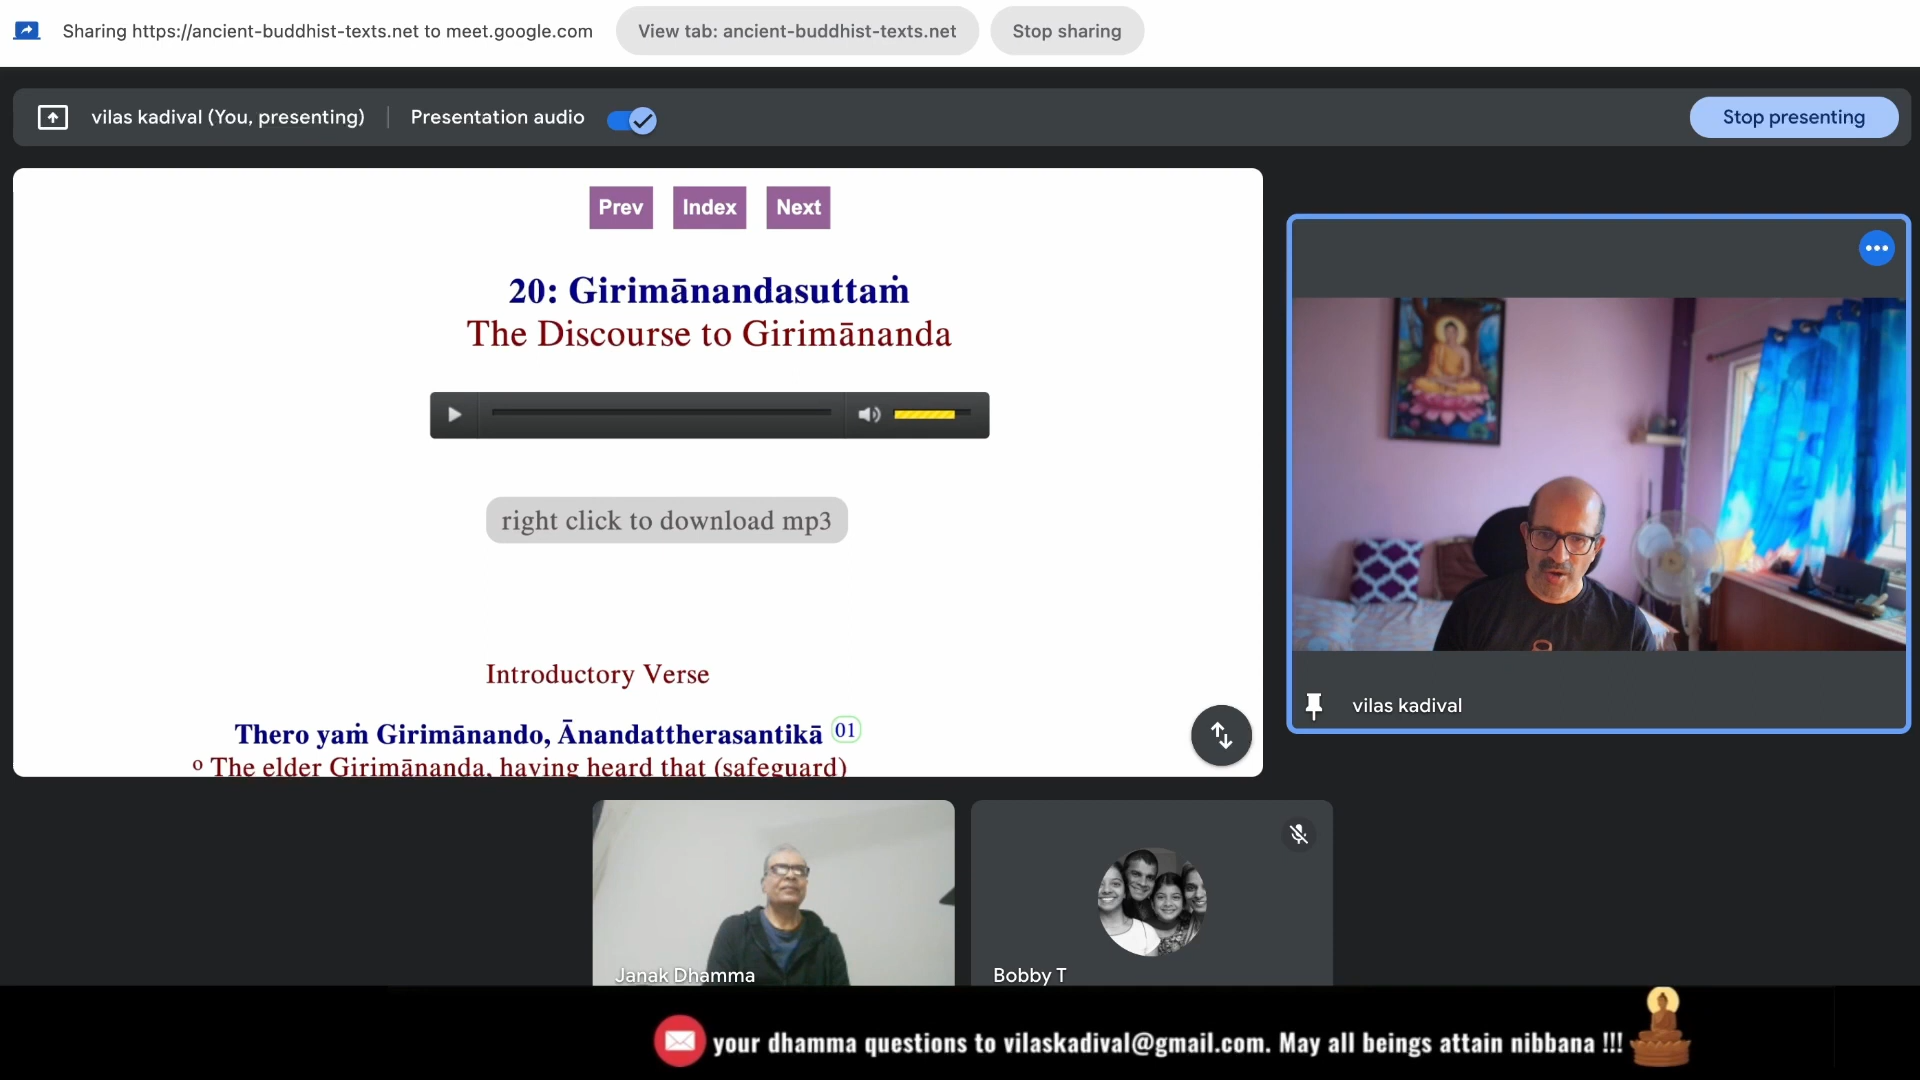 Sharing https://ancient-buddhist-texts.net to meet.google.com
View tab: ancient-buddhist-texts.net
Stop sharing
vilas kadival (You, presenting)
Presentation audio
Stop presenting
Prev
Index
Next
20: Girimānandasuttaṁ
The Discourse to Girimānanda
right click to download mp3
Introductory Verse
Thero yaṁ Girimānando, Ānandattherasantikā 01
º The elder Girimānanda, having heard that (safeguard)
vilas kadival
Janak Dhamma
Bobby T
your dhamma questions to vilaskadival@gmail.com. May all beings attain nibbana !!!